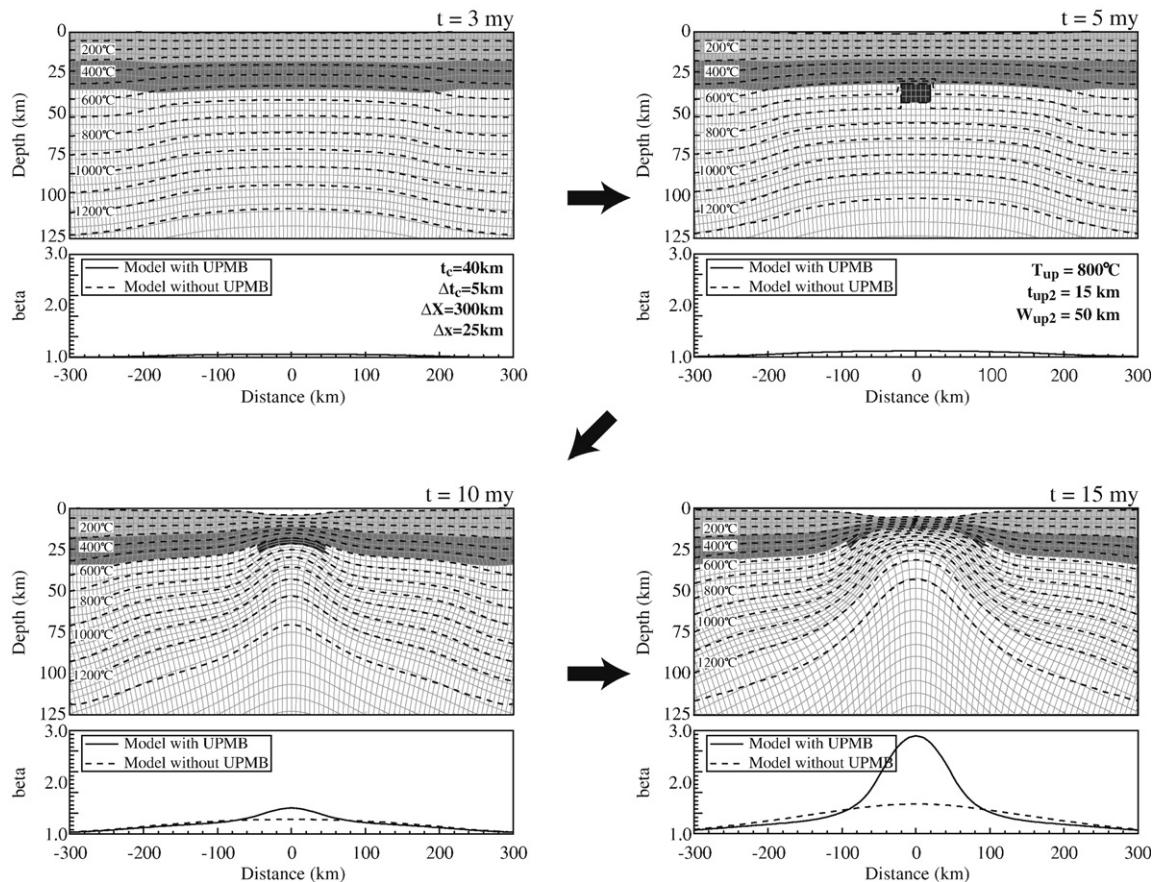 t = 3 my
0
25
50
75
100
125
Depth (km)
200℃
400℃
600℃
800℃
1000℃
1200℃
3.0
2.0
1.0
beta
Model with UPMB
Model without UPMB
t_c=40km
Δt_c=5km
ΔX=300km
Δx=25km
-300 -200 -100 0 100 200 300
Distance (km)
t = 5 my
0
25
50
75
100
125
Depth (km)
200℃
400℃
600℃
800℃
1000℃
1200℃
3.0
2.0
1.0
beta
Model with UPMB
Model without UPMB
T_up = 800℃
t_up2 = 15 km
W_up2 = 50 km
-300 -200 -100 0 100 200 300
Distance (km)
t = 10 my
0
25
50
75
100
125
Depth (km)
200℃
400℃
600℃
800℃
1000℃
1200℃
3.0
2.0
1.0
beta
Model with UPMB
Model without UPMB
-300 -200 -100 0 100 200 300
Distance (km)
t = 15 my
0
25
50
75
100
125
Depth (km)
200℃
400℃
600℃
800℃
1000℃
1200℃
3.0
2.0
1.0
beta
Model with UPMB
Model without UPMB
-300 -200 -100 0 100 200 300
Distance (km)